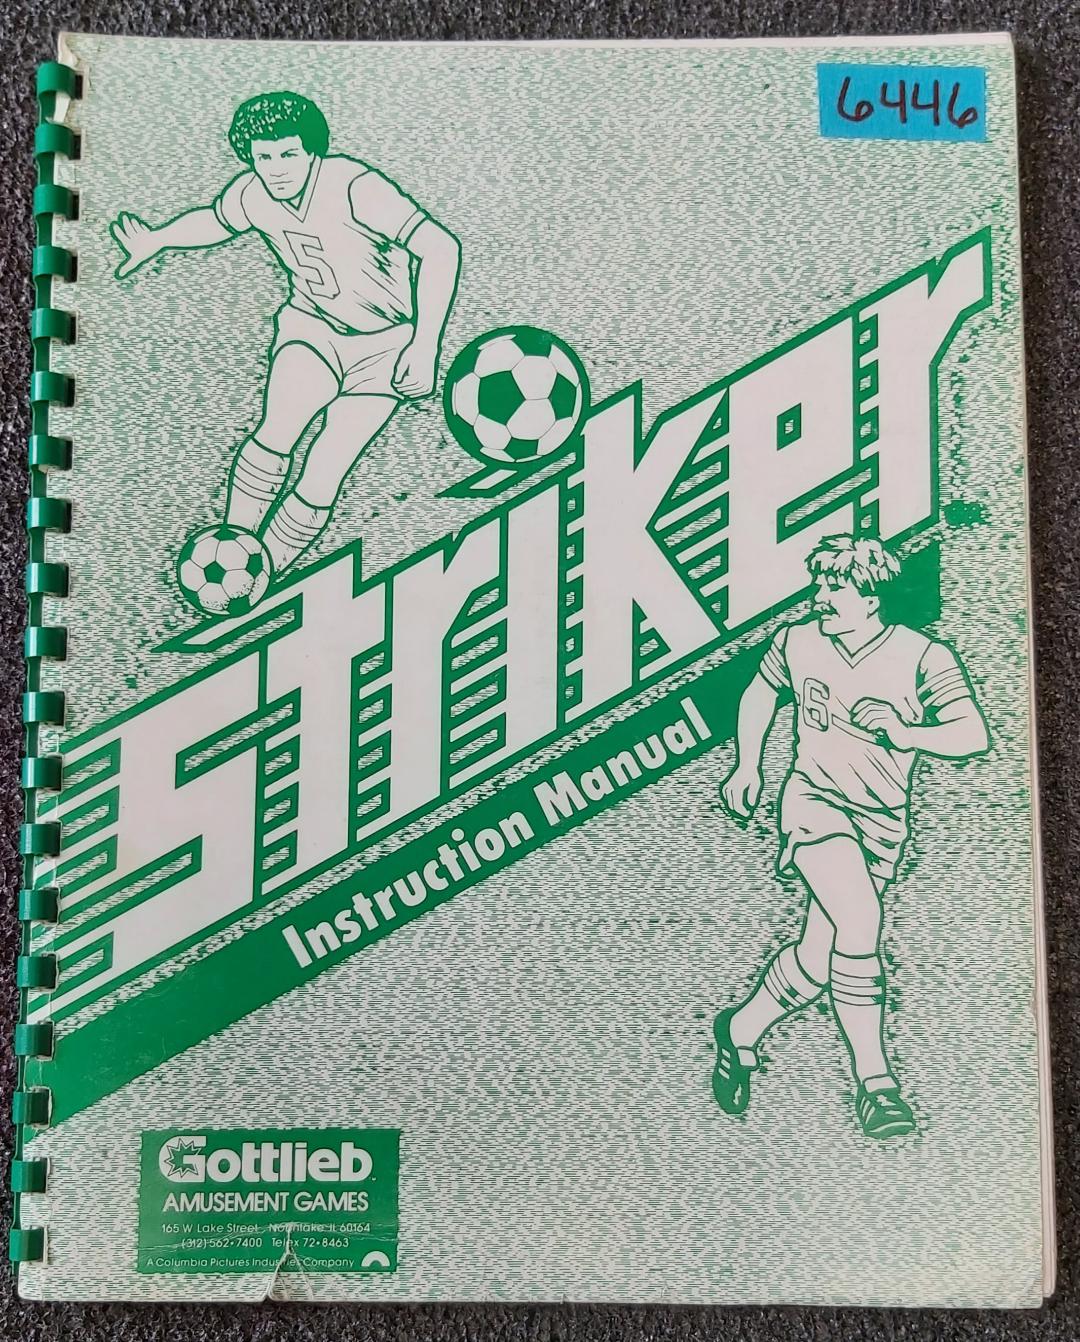 6446
5
Striker
6
Instruction Manual
Gottlieb
AMUSEMENT GAMES
165 W Lake Street Northlake IL 60164
(312) 562•7400 Telex 72•8463
A Columbia Pictures Industries Company